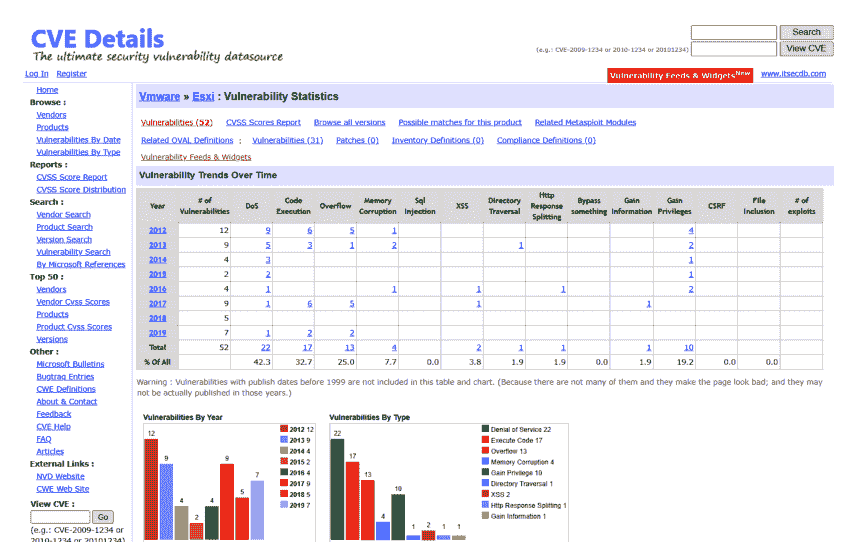 CVE Details
The ultimate security vulnerability datasource
Search
(e.g.: CVE-2009-1234 or 2010-1234 or 20101234)
View CVE
Log In Register
Vulnerability Feeds & WidgetsNew www.itsecdb.com
Home
Browse :
Vendors
Products
Vulnerabilities By Date
Vulnerabilities By Type
Reports :
CVSS Score Report
CVSS Score Distribution
Search :
Vendor Search
Product Search
Version Search
Vulnerability Search
By Microsoft References
Top 50 :
Vendors
Vendor Cvss Scores
Products
Product Cvss Scores
Versions
Other :
Microsoft Bulletins
Bugtraq Entries
CWE Definitions
About & Contact
Feedback
CVE Help
FAQ
Articles
External Links :
NVD Website
CWE Web Site
View CVE :
Go
(e.g.: CVE-2009-1234 or
2010-1234 or 20101234)
Vmware » Esxi : Vulnerability Statistics
Vulnerabilities (52) CVSS Scores Report Browse all versions Possible matches for this product Related Metasploit Modules
Related OVAL Definitions : Vulnerabilities (31) Patches (0) Inventory Definitions (0) Compliance Definitions (0)
Vulnerability Feeds & Widgets
Vulnerability Trends Over Time
Year # of Vulnerabilities DoS Code Execution Overflow Memory Corruption Sql Injection XSS Directory Traversal Http Response Splitting Bypass something Gain Information Gain Privileges CSRF File Inclusion # of exploits
2012 12 9 6 5 1 4
2013 9 5 3 1 2 1 2
2014 4 3 1
2015 2 2 1
2016 4 1 1 1 1 2
2017 9 1 6 5 1 1
2018 5
2019 7 1 2 2
Total 52 22 17 13 4 2 1 1 1 10
% Of All 42.3 32.7 25.0 7.7 0.0 3.8 1.9 1.9 0.0 1.9 19.2 0.0 0.0
Warning : Vulnerabilities with publish dates before 1999 are not included in this table and chart. (Because there are not many of them and they make the page look bad; and they may
not be actually published in those years.)
Vulnerabilities By Year
12
9
4
2
4
9
5
7
2012 12
2013 9
2014 4
2015 2
2016 4
2017 9
2018 5
2019 7
Vulnerabilities By Type
22
17
13
4
10
1
2
1
1
Denial of Service 22
Execute Code 17
Overflow 13
Memory Corruption 4
Gain Privilege 10
Directory Traversal 1
XSS 2
Http Response Splitting 1
Gain Information 1